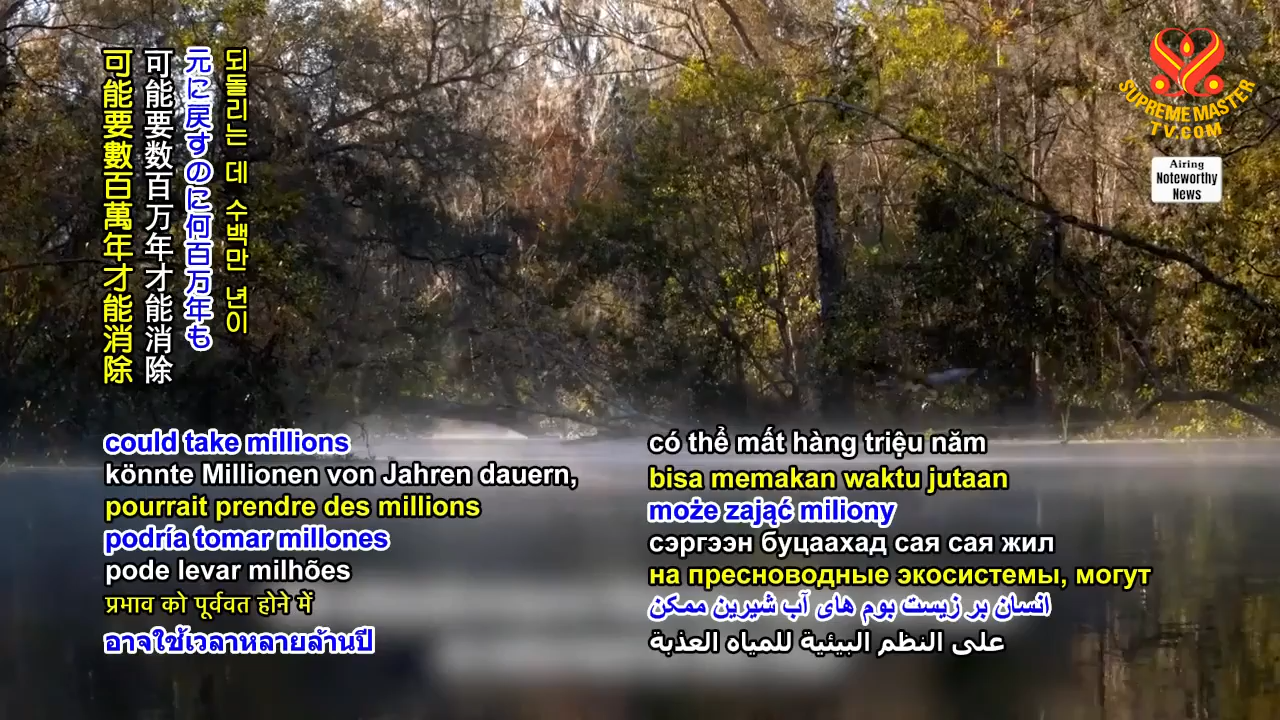 可能要數百萬年才能消除
可能要数百万年才能消除
元に戻すのに何百万年も
되돌리는 데 수백만 년이
SUPREME MASTER
TV.COM
Airing
Noteworthy
News
could take millions
könnte Millionen von Jahren dauern,
pourrait prendre des millions
podría tomar millones
pode levar milhões
प्रभाव को पूर्ववत होने में
อาจใช้เวลาหลายล้านปี
có thể mất hàng triệu năm
bisa memakan waktu jutaan
może zająć miliony
сэргээн буцаахад сая сая жил
на пресноводные экосистемы, могут
انسان بر زیست بوم های آب شیرین ممکن
على النظم البيئية للمياه العذبة